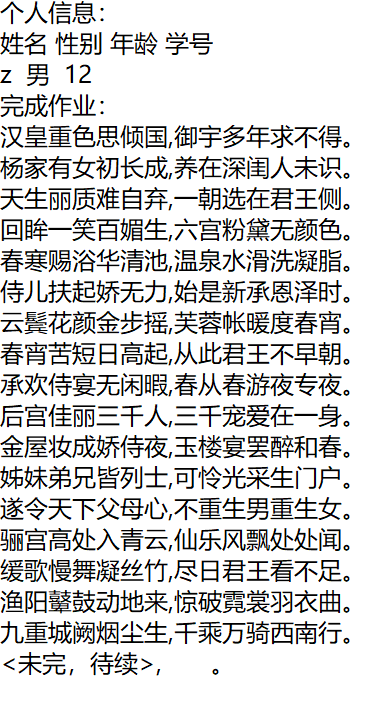 个人信息：
姓名 性别 年龄 学号
z 男 12
完成作业：
汉皇重色思倾国,御宇多年求不得。
杨家有女初长成,养在深闺人未识。
天生丽质难自弃,一朝选在君王侧。
回眸一笑百媚生,六宫粉黛无颜色。
春寒赐浴华清池,温泉水滑洗凝脂。
侍儿扶起娇无力,始是新承恩泽时。
云鬓花颜金步摇,芙蓉帐暖度春宵。
春宵苦短日高起,从此君王不早朝。
承欢侍宴无闲暇,春从春游夜专夜。
后宫佳丽三千人,三千宠爱在一身。
金屋妆成娇侍夜,玉楼宴罢醉和春。
姊妹弟兄皆列士,可怜光采生门户。
遂令天下父母心,不重生男重生女。
骊宫高处入青云,仙乐风飘处处闻。
缓歌慢舞凝丝竹,尽日君王看不足。
渔阳鼙鼓动地来,惊破霓裳羽衣曲。
九重城阙烟尘生,千乘万骑西南行。
<未完，待续>, 。